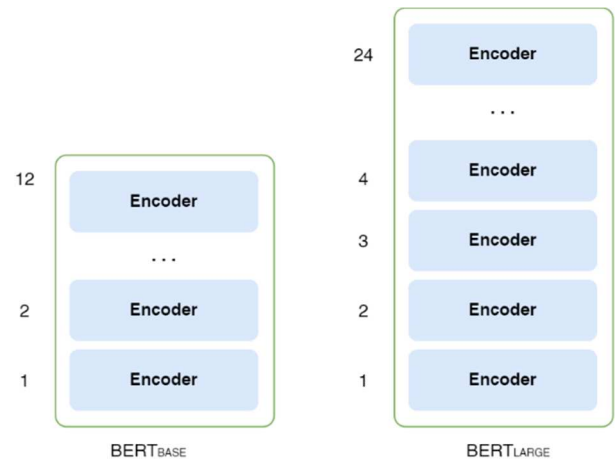 12 Encoder
...
2 Encoder
1 Encoder
BERTBASE
24 Encoder
...
4 Encoder
3 Encoder
2 Encoder
1 Encoder
BERTLARGE